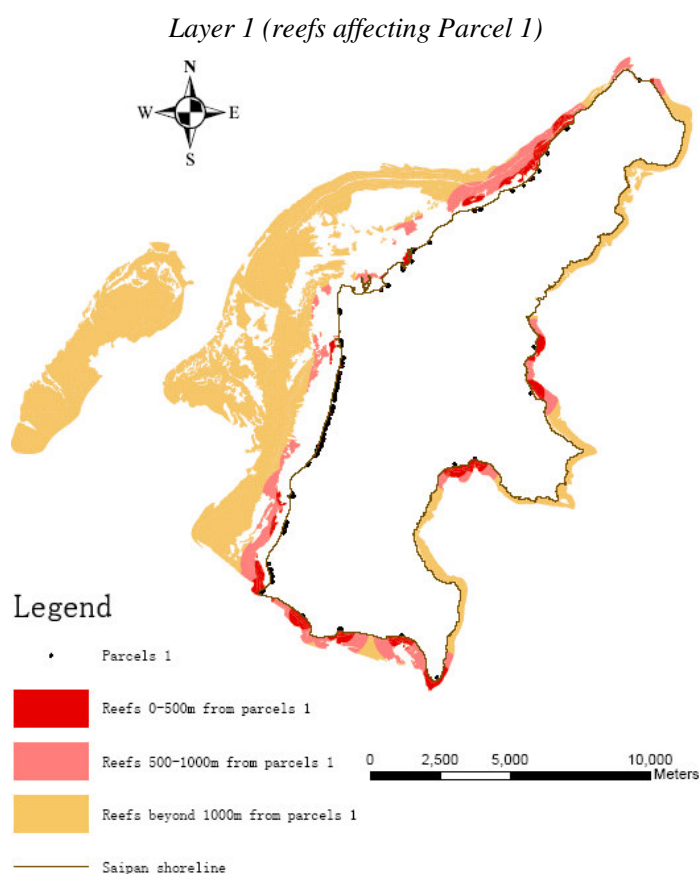 Layer 1 (reefs affecting Parcel 1)
N
W E
S
Legend
Parcels 1
Reefs 0-500m from parcels 1
Reefs 500-1000m from parcels 1
Reefs beyond 1000m from parcels 1
Saipan shoreline
0 2,500 5,000 10,000
Meters